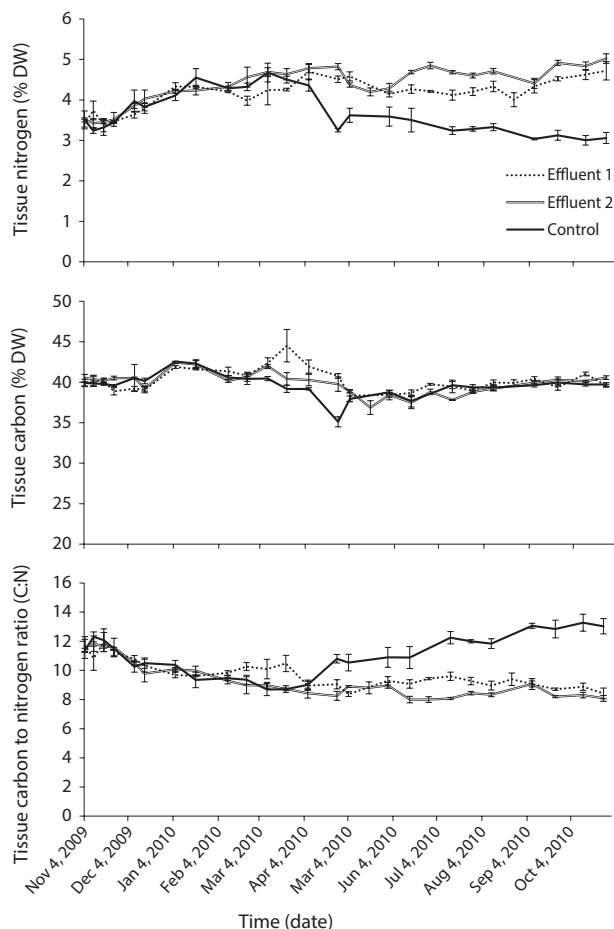 Tissue nitrogen (% DW)
6
5
4
3
2
1
0
Effluent 1
Effluent 2
Control
Tissue carbon (% DW)
50
45
40
35
30
25
20
Tissue carbon to nitrogen ratio (C:N)
16
14
12
10
8
6
4
2
0
Nov 4, 2009
Dec 4, 2009
Jan 4, 2010
Feb 4, 2010
Mar 4, 2010
Apr 4, 2010
Mar 4, 2010
Jun 4, 2010
Jul 4, 2010
Aug 4, 2010
Sep 4, 2010
Oct 4, 2010
Time (date)